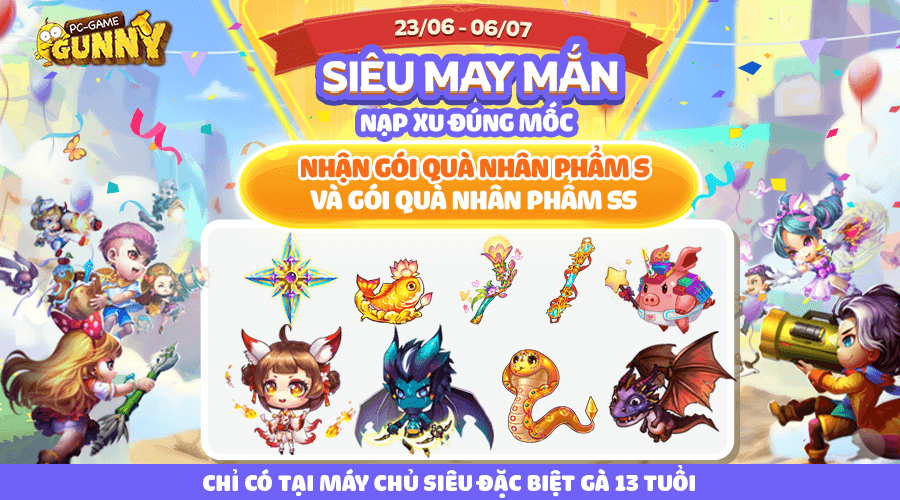 PC-GAME
GUNNY
23/06 - 06/07
SIÊU MAY MẮN
NẠP XU ĐÚNG MỐC
NHẬN GÓI QUÀ NHÂN PHẨM S
VÀ GÓI QUÀ NHÂN PHẨM SS
CHỈ CÓ TẠI MÁY CHỦ SIÊU ĐẶC BIỆT GÀ 13 TUỔI